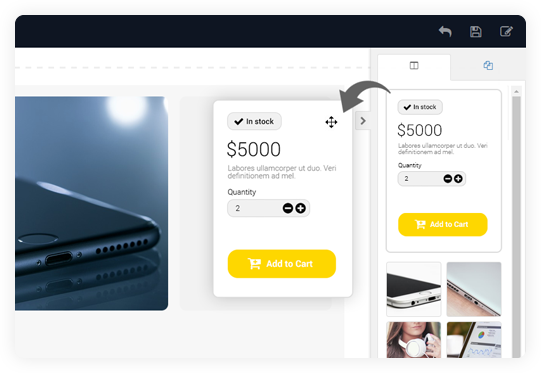 In stock
$5000
Labores ullamcorper ut duo. Veri
definitionem ad mel.
Quantity
2
Add to Cart
In stock
$5000
Labores ullamcorper ut duo. Veri
definitionem ad mel.
Quantity
2
Add to Cart